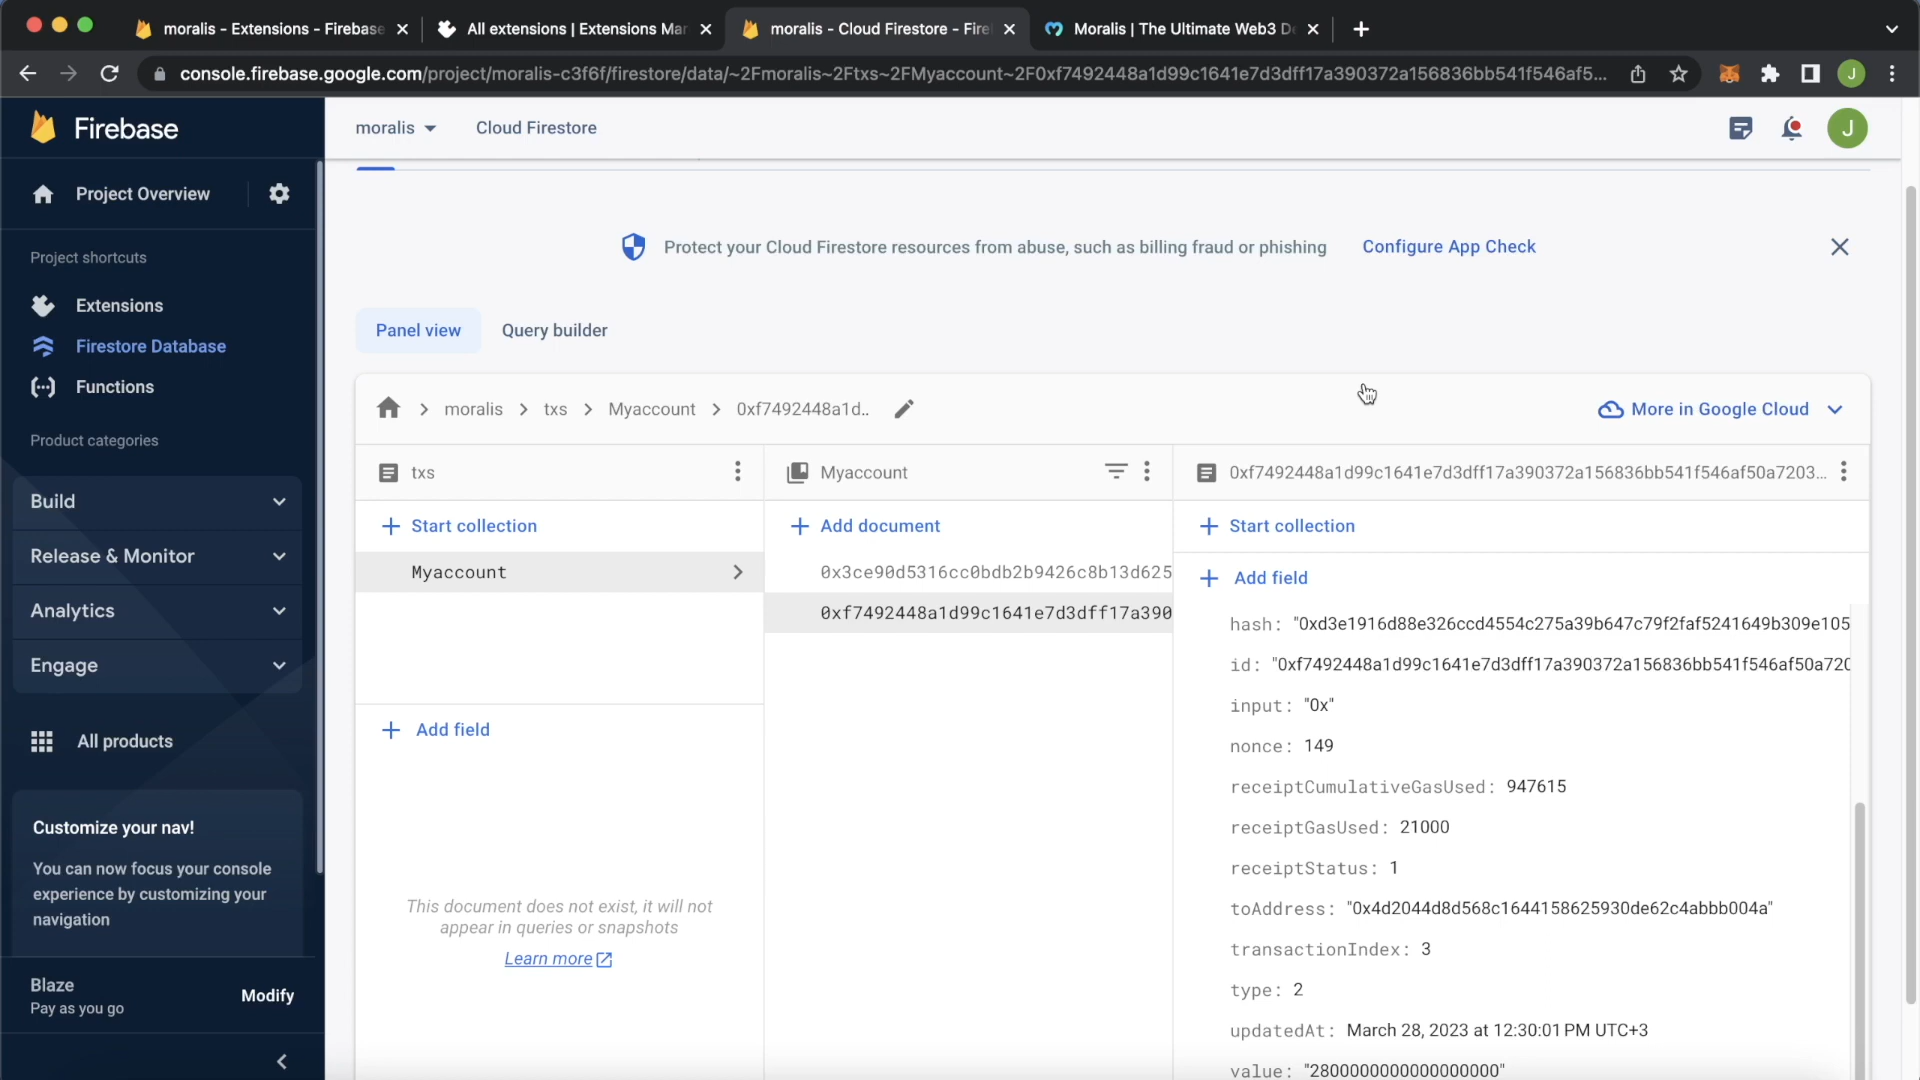 moralis - Extensions - Firebase
All extensions | Extensions Mar
moralis - Cloud Firestore - Fire
Moralis | The Ultimate Web3 De
console.firebase.google.com/project/moralis-c3f6f/firestore/data/~2Fmoralis~2Ftxs~2FMyaccount~2F0xf7492448a1d99c1641e7d3dff17a390372a156836bb541f546af5...
J
Firebase
moralis
Cloud Firestore
J
Project Overview
Project shortcuts
Extensions
Firestore Database
Functions
Product categories
Build
Release & Monitor
Analytics
Engage
All products
Customize your nav!
You can now focus your console
experience by customizing your
navigation
Blaze
Pay as you go
Modify
Protect your Cloud Firestore resources from abuse, such as billing fraud or phishing
Configure App Check
Panel view
Query builder
moralis
txs
Myaccount
0xf7492448a1d..
More in Google Cloud
txs
Start collection
Myaccount
Add field
This document does not exist, it will not
appear in queries or snapshots
Learn more
Myaccount
Add document
0x3ce90d5316cc0bdb2b9426c8b13d625
0xf7492448a1d99c1641e7d3dff17a390
0xf7492448a1d99c1641e7d3dff17a390372a156836bb541f546af50a7203...
Start collection
Add field
hash: "0xd3e1916d88e326ccd4554c275a39b647c79f2faf5241649b309e105
id: "0xf7492448a1d99c1641e7d3dff17a390372a156836bb541f546af50a720
input: "0x"
nonce: 149
receiptCumulativeGasUsed: 947615
receiptGasUsed: 21000
receiptStatus: 1
toAddress: "0x4d2044d8d568c1644158625930de62c4abbb004a"
transactionIndex: 3
type: 2
updatedAt: March 28, 2023 at 12:30:01 PM UTC+3
value: "2800000000000000000"